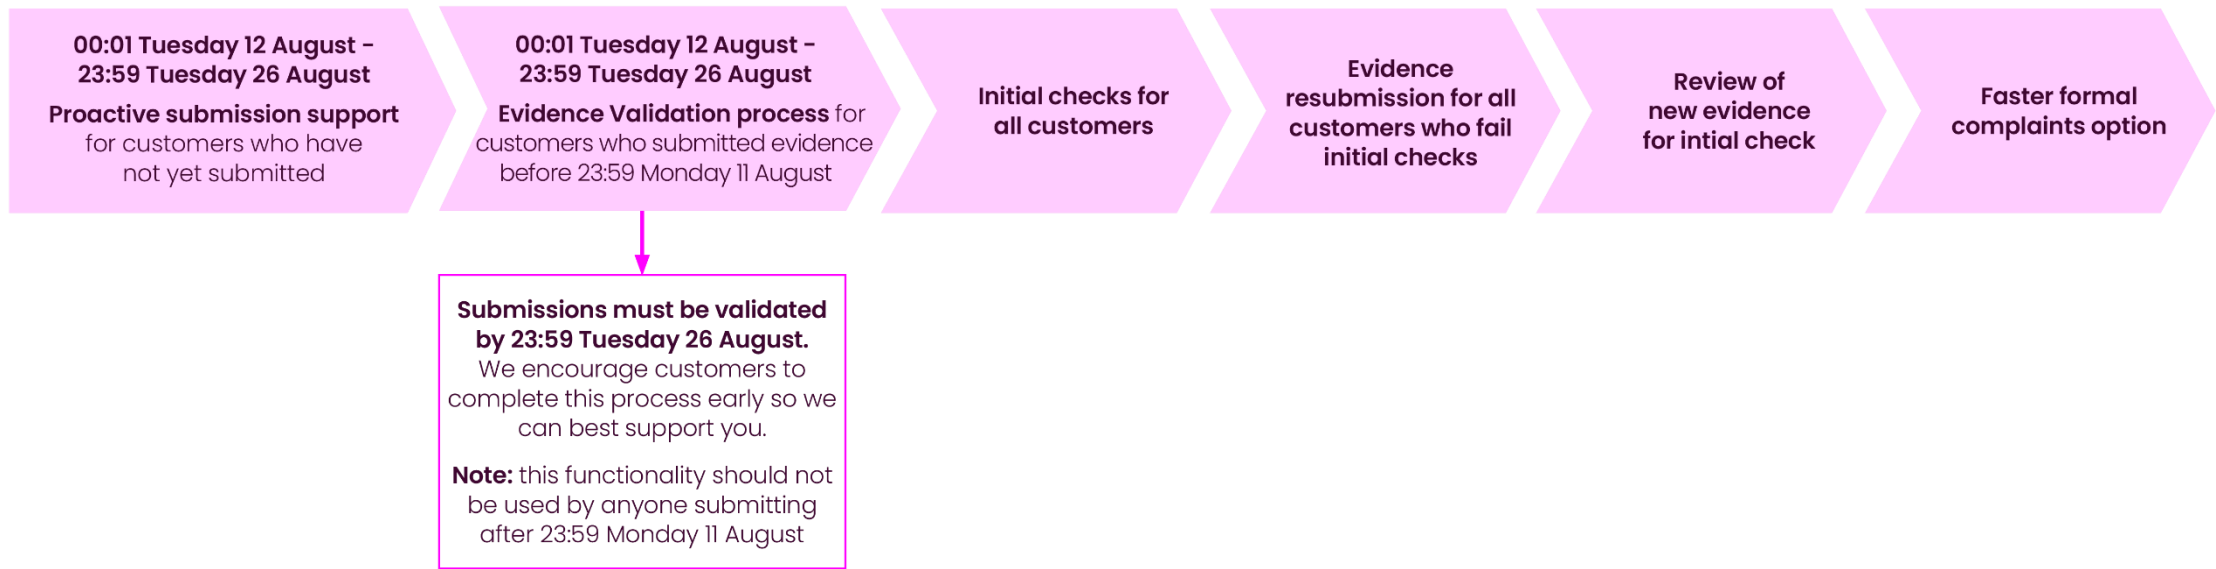 00:01 Tuesday 12 August -
23:59 Tuesday 26 August
Proactive submission support
for customers who have
not yet submitted
00:01 Tuesday 12 August -
23:59 Tuesday 26 August
Evidence Validation process for
customers who submitted evidence
before 23:59 Monday 11 August
Initial checks for
all customers
Evidence
resubmission for all
customers who fail
initial checks
Review of
new evidence
for intial check
Faster formal
complaints option
Submissions must be validated
by 23:59 Tuesday 26 August.
We encourage customers to
complete this process early so we
can best support you.
Note: this functionality should not
be used by anyone submitting
after 23:59 Monday 11 August